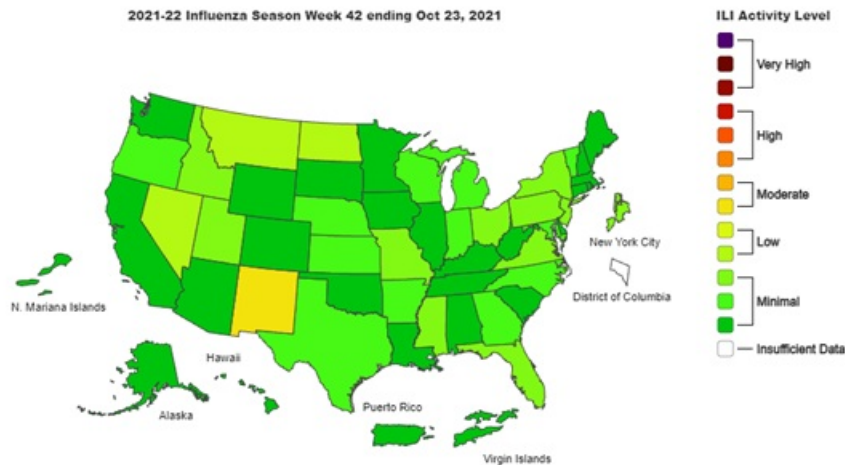 2021-22 Influenza Season Week 42 ending Oct 23, 2021
ILI Activity Level
Very High
High
Moderate
Low
Minimal
Insufficient Data
New York City
District of Columbia
N. Mariana Islands
Hawaii
Alaska
Puerto Rico
Virgin Islands